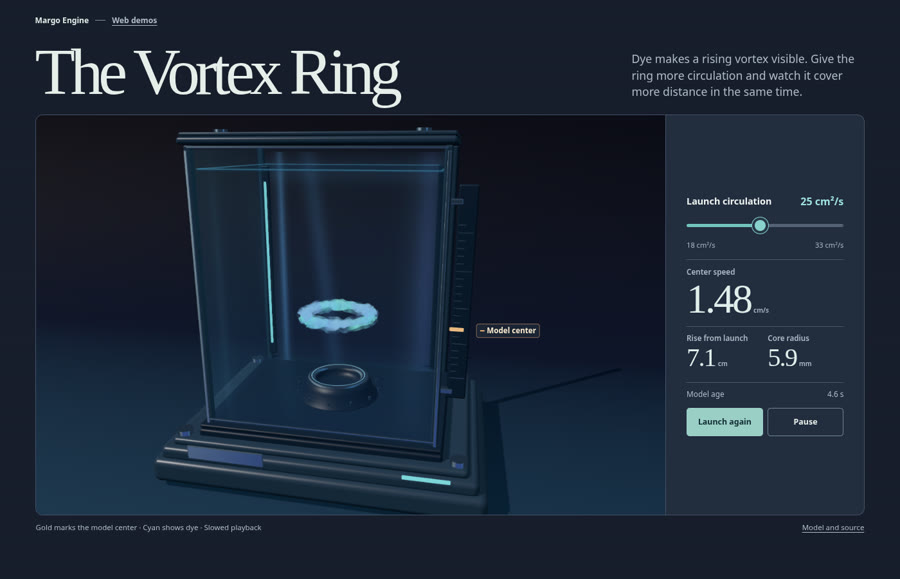 Margo Engine — Web demos
The Vortex Ring
Dye makes a rising vortex visible. Give the
ring more circulation and watch it cover
more distance in the same time.
Launch circulation 25 cm²/s
18 cm²/s 33 cm²/s
Center speed
1.48 cm/s
Rise from launch Core radius
7.1 cm 5.9 mm
Model age 4.6 s
Launch again Pause
– Model center
Gold marks the model center · Cyan shows dye · Slowed playback
Model and source